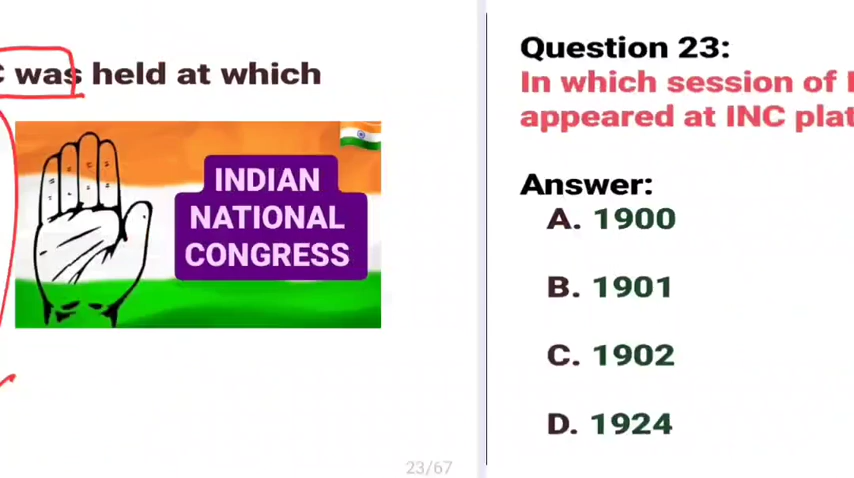 was held at which
INDIAN
NATIONAL
CONGRESS
23/67
Question 23:
In which session of
appeared at INC
Answer:
A. 1900
B. 1901
C. 1902
D. 1924